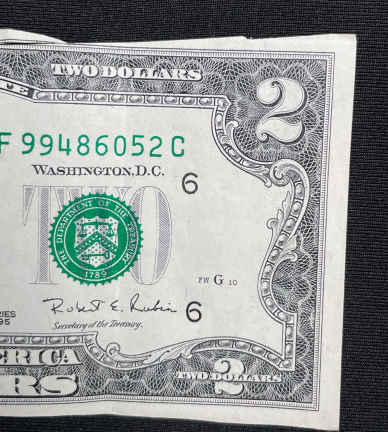 TWO DOLLARS
2
F 99486052 C
WASHINGTON, D.C.
6
TWO
THE DEPARTMENT OF THE TREASURY
1789
FW G 10
Robert E. Rubin
6
Secretary of the Treasury.
TWO DOLLARS
2